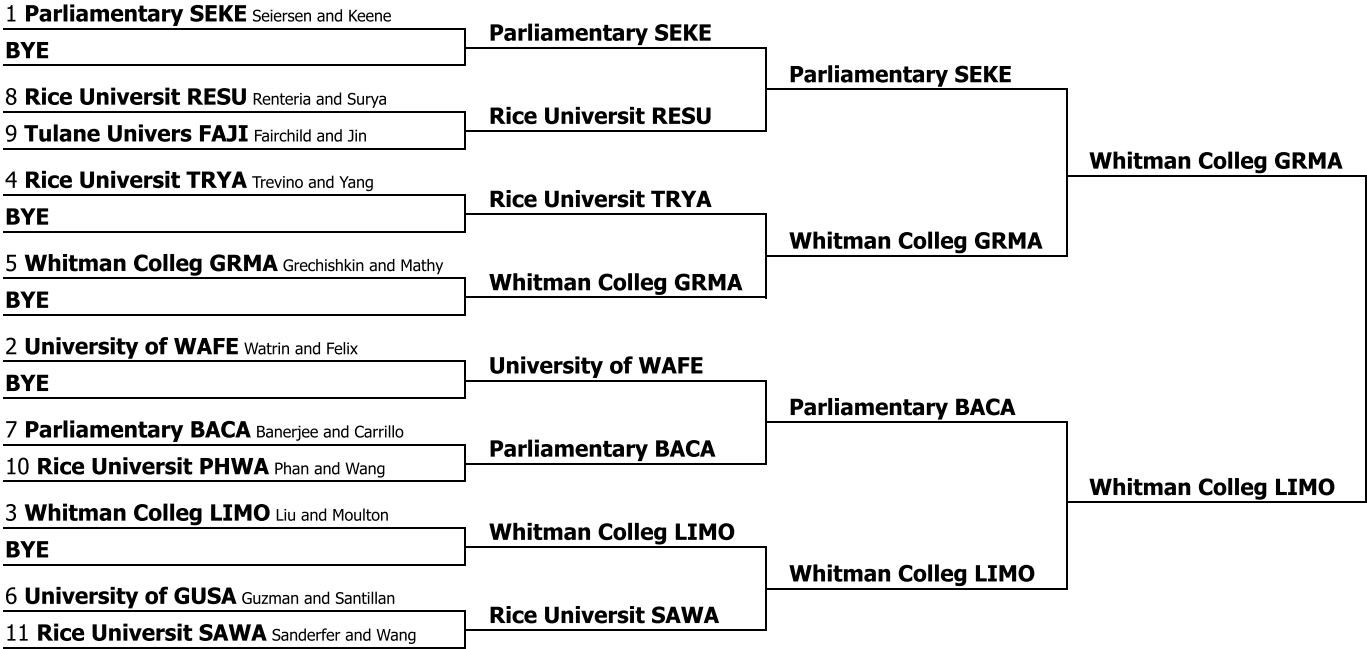 1 Parliamentary SEKE Seiersen and Keene
BYE
8 Rice Universit RESU Renteria and Surya
9 Tulane Univers FAJI Fairchild and Jin
4 Rice Universit TRYA Trevino and Yang
BYE
5 Whitman Colleg GRMA Grechishkin and Mathy
BYE
2 University of WAFE Watrin and Felix
BYE
7 Parliamentary BACA Banerjee and Carrillo
10 Rice Universit PHWA Phan and Wang
3 Whitman Colleg LIMO Liu and Moulton
BYE
6 University of GUSA Guzman and Santillan
11 Rice Universit SAWA Sanderfer and Wang
Parliamentary SEKE
Rice Universit RESU
Rice Universit TRYA
Whitman Colleg GRMA
University of WAFE
Parliamentary BACA
Whitman Colleg LIMO
Rice Universit SAWA
Parliamentary SEKE
Whitman Colleg GRMA
Parliamentary BACA
Whitman Colleg LIMO
Whitman Colleg GRMA
Whitman Colleg LIMO